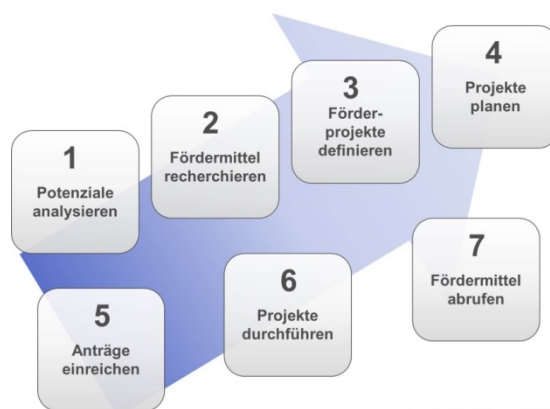 1
Potenziale
analysieren
2
Fördermittel
recherchieren
3
Förder-
projekte
definieren
4
Projekte
planen
5
Anträge
einreichen
6
Projekte
durchführen
7
Fördermittel
abrufen